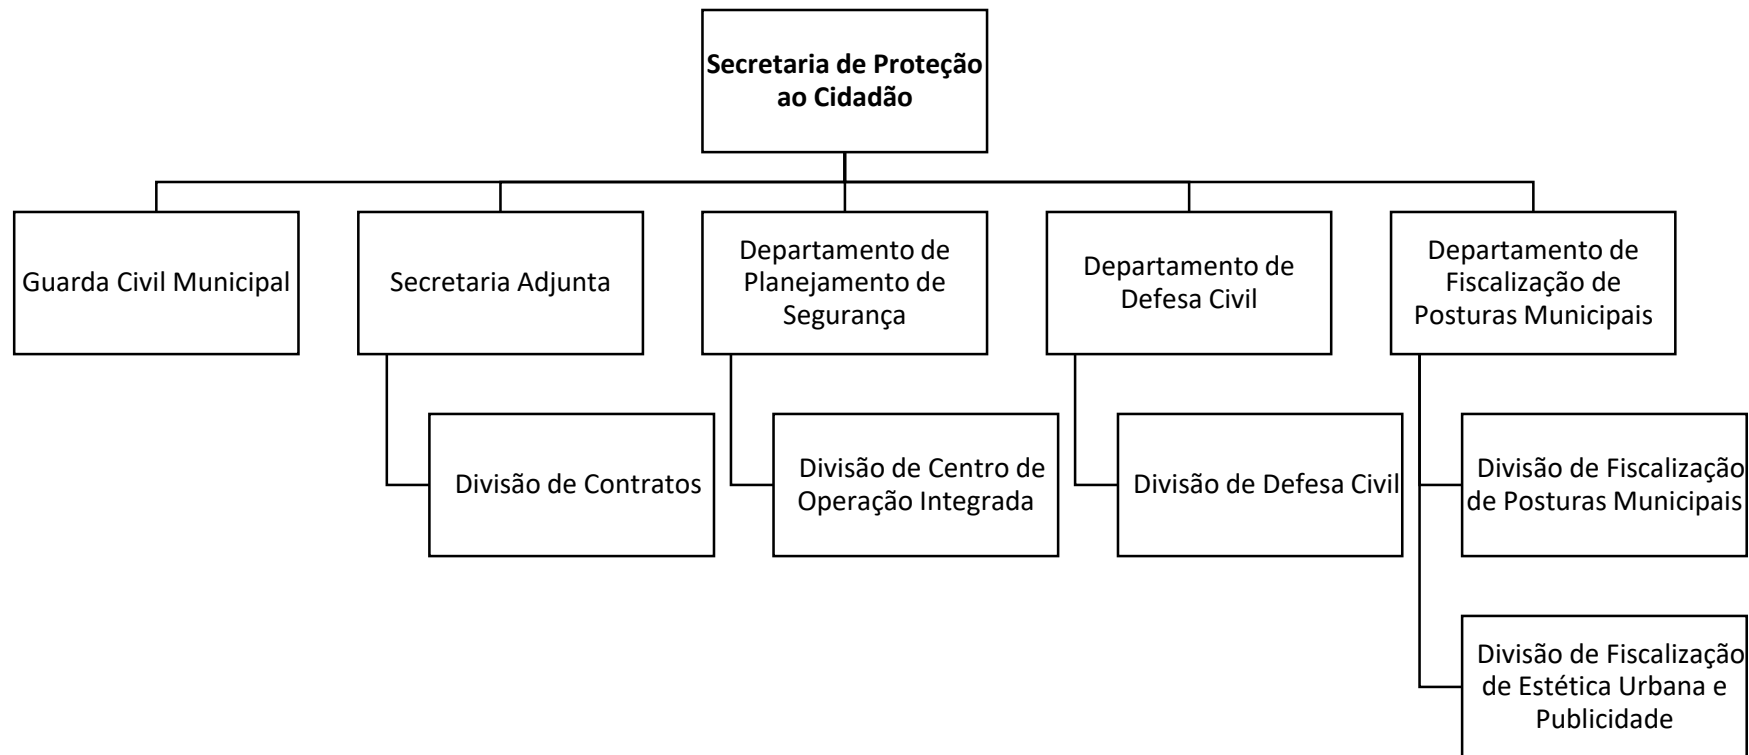 Secretaria de Proteção
ao Cidadão
Guarda Civil Municipal
Secretaria Adjunta
Departamento de
Planejamento de
Segurança
Departamento de
Defesa Civil
Departamento de
Fiscalização de
Posturas Municipais
Divisão de Contratos
Divisão de Centro de
Operação Integrada
Divisão de Defesa Civil
Divisão de Fiscalização
de Posturas Municipais
Divisão de Fiscalização
de Estética Urbana e
Publicidade